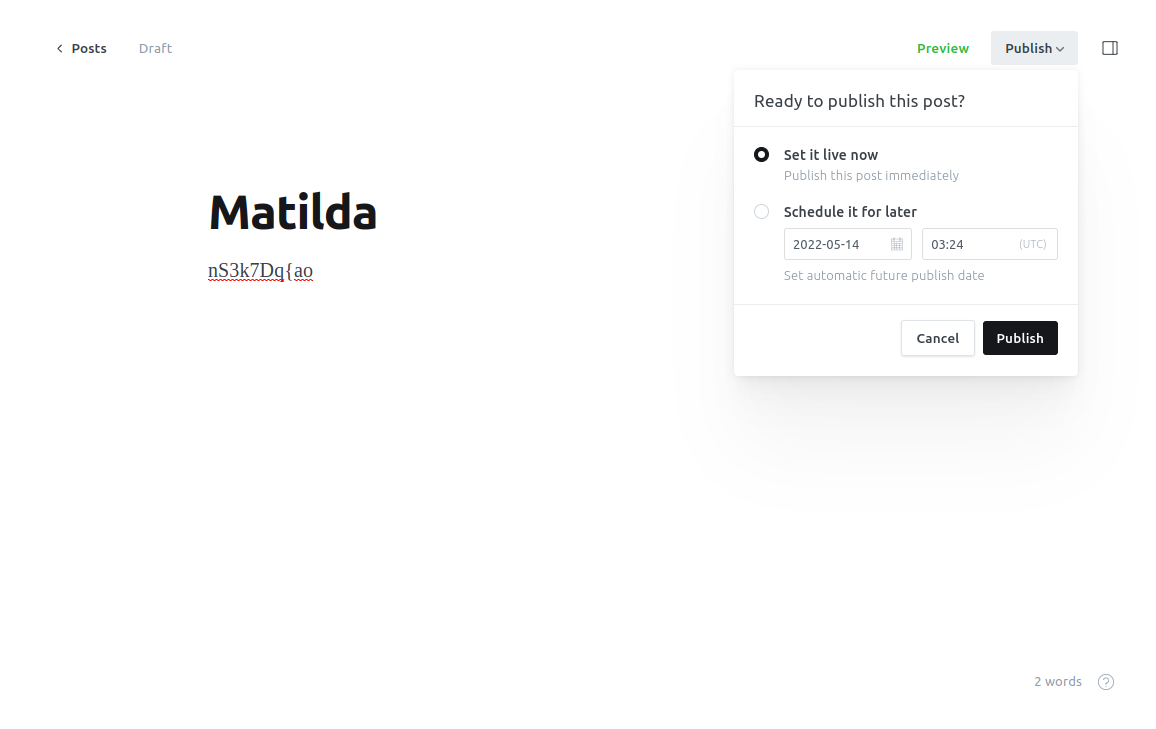 Posts Draft Preview Publish
Ready to publish this post?
Set it live now
Publish this post immediately
Schedule it for later
2022-05-14 03:24 (UTC)
Set automatic future publish date
Cancel Publish
Matilda
nS3k7Dq{ao
2 words